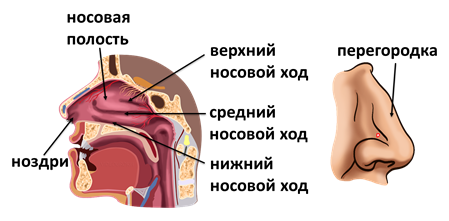 носовая
полость
верхний
носовой ход
перегородка
средний
носовой ход
ноздри
нижний
носовой ход